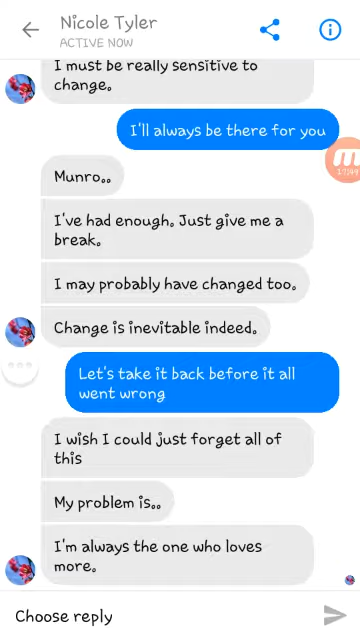 Nicole Tyler
ACTIVE NOW
I must be really sensitive to
change.
I'll always be there for you
Munro..
I've had enough. Just give me a
break.
I may probably have changed too.
Change is inevitable indeed.
Let's take it back before it all
went wrong
I wish I could just forget all of
this
My problem is..
I'm always the one who loves
more.
Choose reply